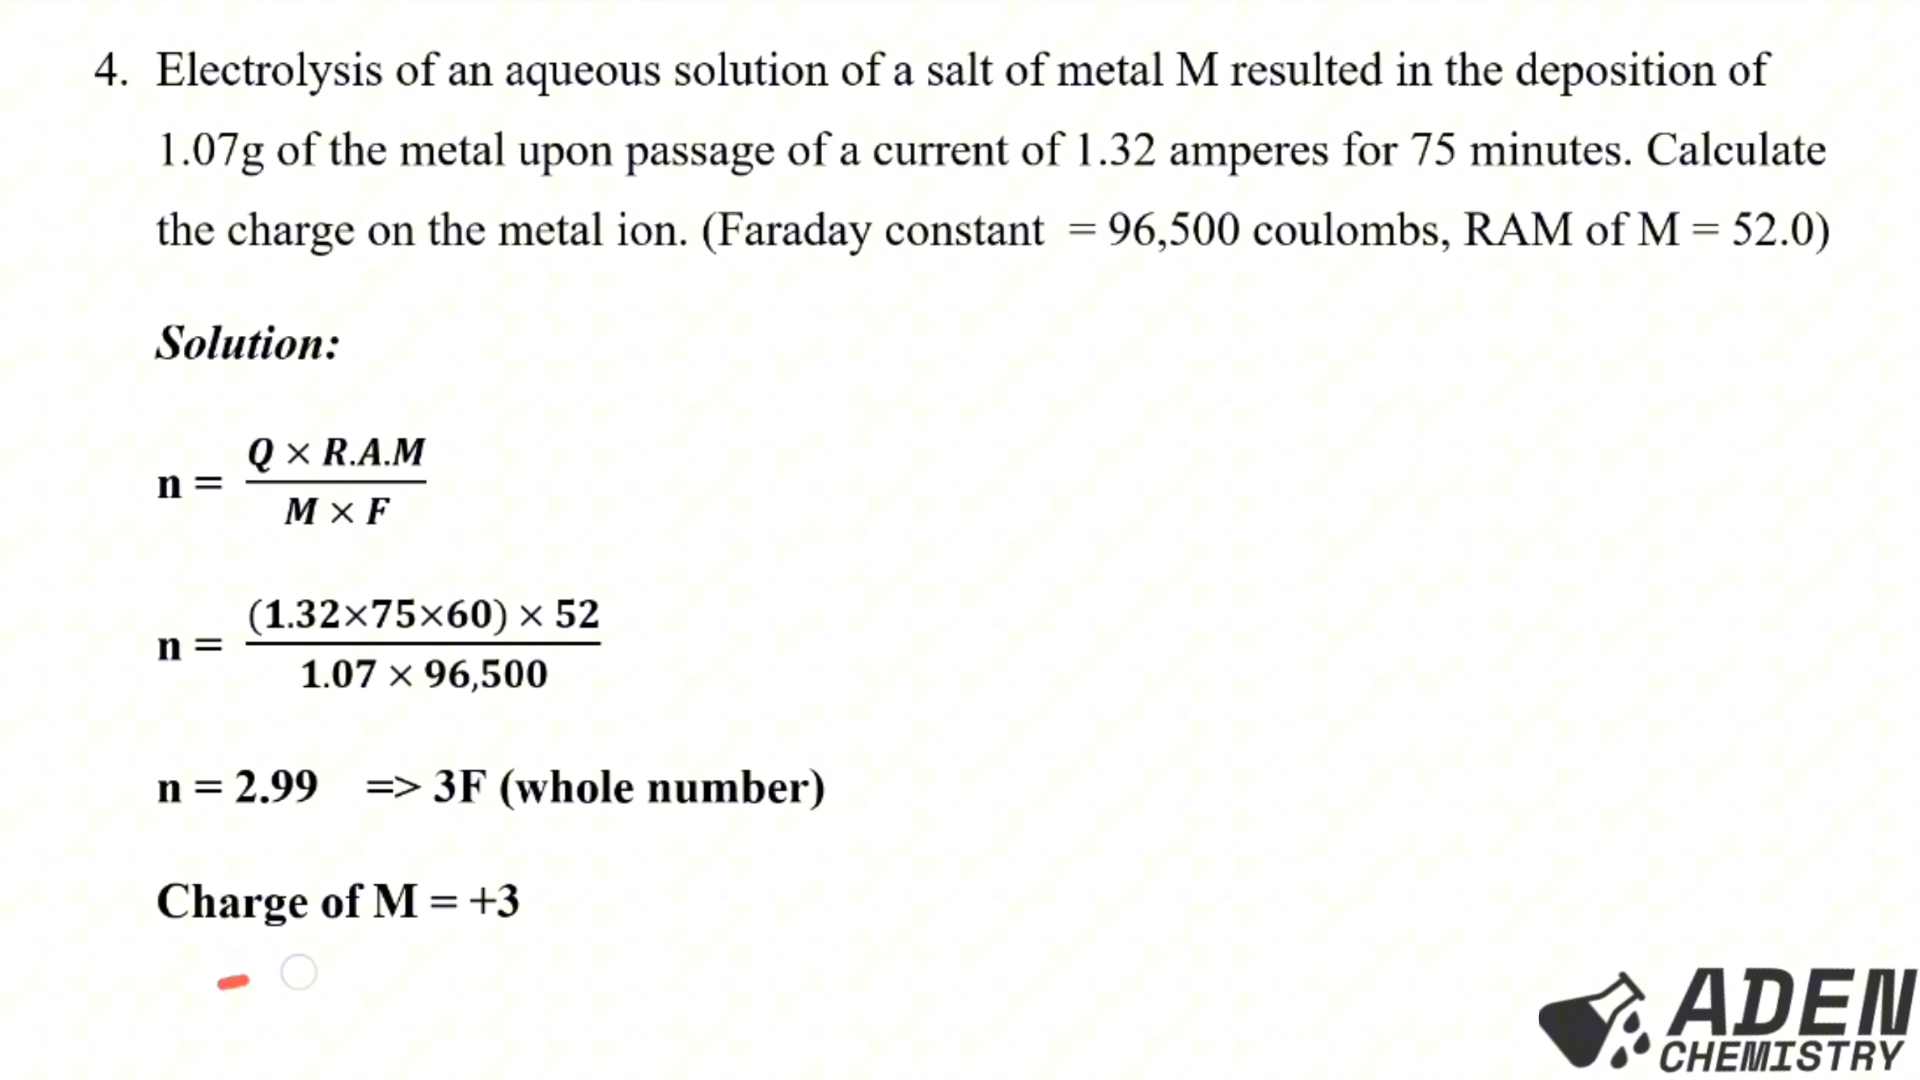 4. Electrolysis of an aqueous solution of a salt of metal M resulted in the deposition of
1.07g of the metal upon passage of a current of 1.32 amperes for 75 minutes. Calculate
the charge on the metal ion. (Faraday constant = 96,500 coulombs, RAM of M = 52.0)
Solution:
n = Q × R.A.M / M × F
n = (1.32×75×60) × 52 / 1.07 × 96,500
n = 2.99 => 3F (whole number)
Charge of M = +3
ADEN
CHEMISTRY